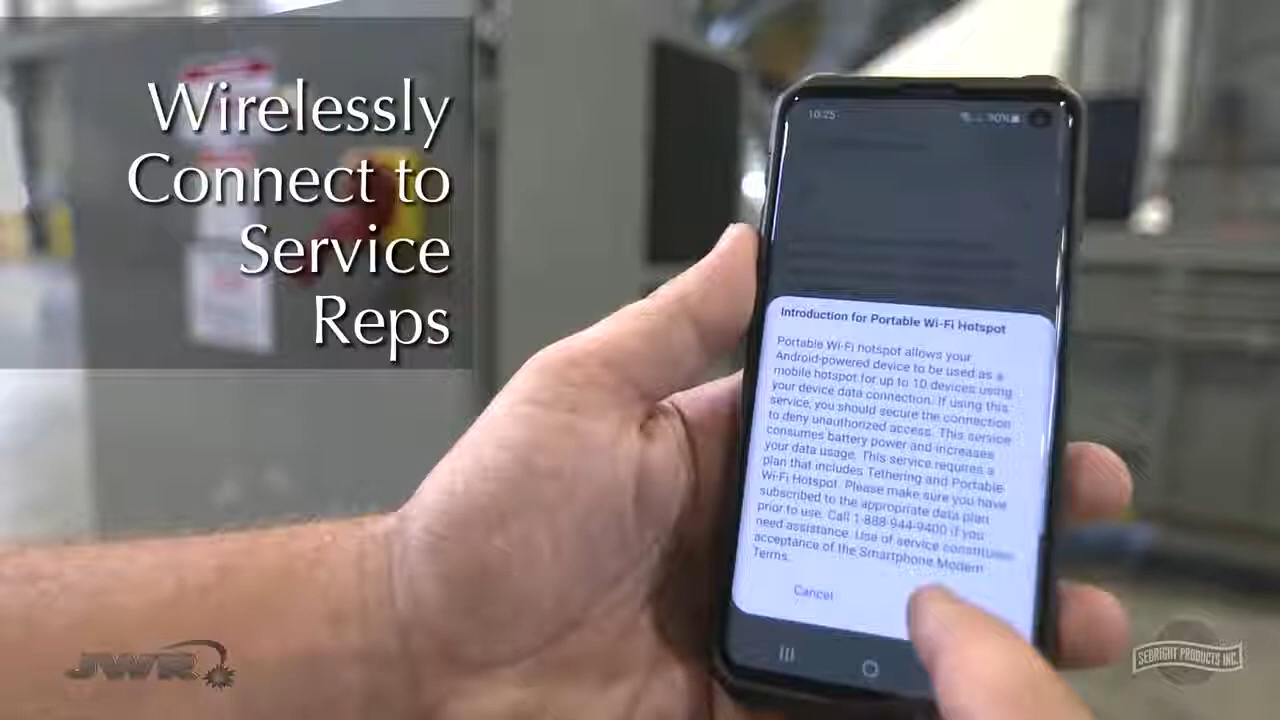 Wirelessly
Connect to
Service
Reps
10:25
90%
Introduction for Portable Wi-Fi Hotspot
Portable Wi-Fi hotspot allows your
Android-powered device to be used as a
mobile hotspot for up to 10 devices using
your device data connection. If using this
service, you should secure the connection
to deny unauthorized access. This service
consumes battery power and increases
your data usage. This service requires a
plan that includes Tethering and Portable
Wi-Fi Hotspot. Please make sure you have
subscribed to the appropriate data plan
prior to use. Call 1-888-944-9400 if you
need assistance. Use of service constitutes
acceptance of the Smartphone Modem
Terms.
Cancel
JWR
SEBRIGHT PRODUCTS INC.